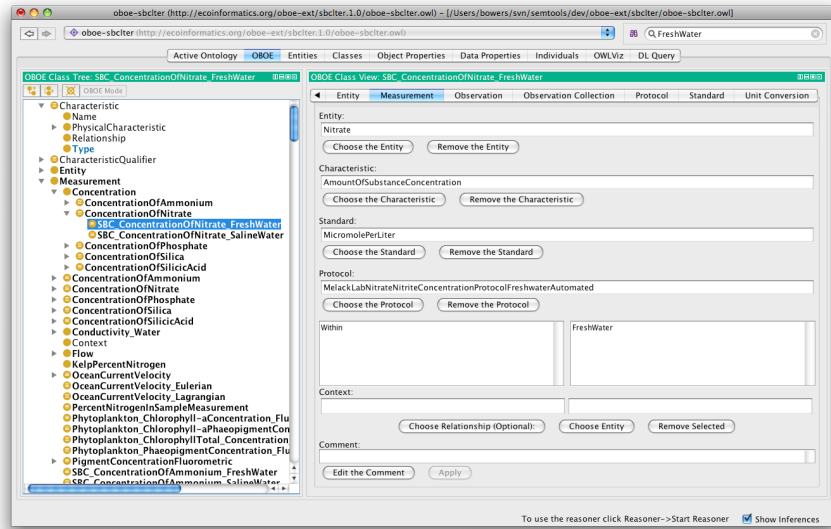 oboe-sbclter (http://ecoinformatics.org/oboe-ext/sbclter.1.0/oboe-sbclter.owl) - [/Users/bowers/svn/semtools/dev/oboe-ext/sbclter/oboe-sbclter.owl]
oboe-sbclter (http://ecoinformatics.org/oboe-ext/sbclter.1.0/oboe-sbclter.owl)
FreshWater
Active Ontology OBOE Entities Classes Object Properties Data Properties Individuals OWLViz DL Query
OBOE Class Tree: SBC_ConcentrationOfNitrate_FreshWater
OBOE Mode
Characteristic
Name
PhysicalCharacteristic
Relationship
Type
CharacteristicQualifier
Entity
Measurement
Concentration
ConcentrationOfAmmonium
ConcentrationOfNitrate
SBC_ConcentrationOfNitrate_FreshWater
SBC_ConcentrationOfNitrate_SalineWater
ConcentrationOfPhosphate
ConcentrationOfSilica
ConcentrationOfSilicicAcid
ConcentrationOfAmmonium
ConcentrationOfNitrate
ConcentrationOfPhosphate
ConcentrationOfSilica
ConcentrationOfSilicicAcid
Conductivity_Water
Context
Flow
KelpPercentNitrogen
OceanCurrentVelocity
OceanCurrentVelocity_Eulerian
OceanCurrentVelocity_Lagrangian
PercentNitrogenInSampleMeasurement
Phytoplankton_Chlorophyll-aConcentration_Flu
Phytoplankton_Chlorophyll-aPhaeopigmentCon
Phytoplankton_ChlorophyllTotal_Concentration
Phytoplankton_PhaeopigmentConcentration_Flu
PigmentConcentrationFluorometric
SBC_ConcentrationOfAmmonium_FreshWater
SBC_ConcentrationOfAmmonium_SalineWater
OBOE Class View: SBC_ConcentrationOfNitrate_FreshWater
Entity Measurement Observation Observation Collection Protocol Standard Unit Conversion
Entity:
Nitrate
Choose the Entity Remove the Entity
Characteristic:
AmountOfSubstanceConcentration
Choose the Characteristic Remove the Characteristic
Standard:
MicromolePerLiter
Choose the Standard Remove the Standard
Protocol:
MelackLabNitrateNitriteConcentrationProtocolFreshwaterAutomated
Choose the Protocol Remove the Protocol
Within FreshWater
Context:
Choose Relationship (Optional): Choose Entity Remove Selected
Comment:
Edit the Comment Apply
To use the reasoner click Reasoner->Start Reasoner Show Inferences